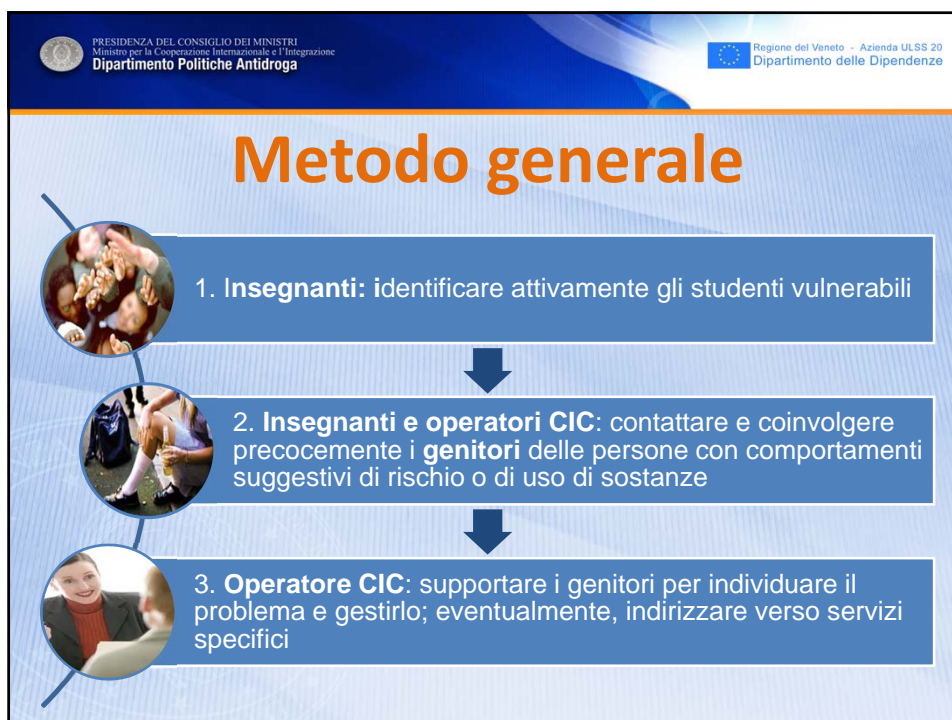 PRESIDENZA DEL CONSIGLIO DEI MINISTRI
Ministro per la Cooperazione Internazionale e l'Integrazione
Dipartimento Politiche Antidroga
Regione del Veneto - Azienda ULSS 20
Dipartimento delle Dipendenze
Metodo generale
1. Insegnanti: identificare attivamente gli studenti vulnerabili
2. Insegnanti e operatori CIC: contattare e coinvolgere
precocemente i genitori delle persone con comportamenti
suggestivi di rischio o di uso di sostanze
3. Operatore CIC: supportare i genitori per individuare il
problema e gestirlo; eventualmente, indirizzare verso servizi
specifici